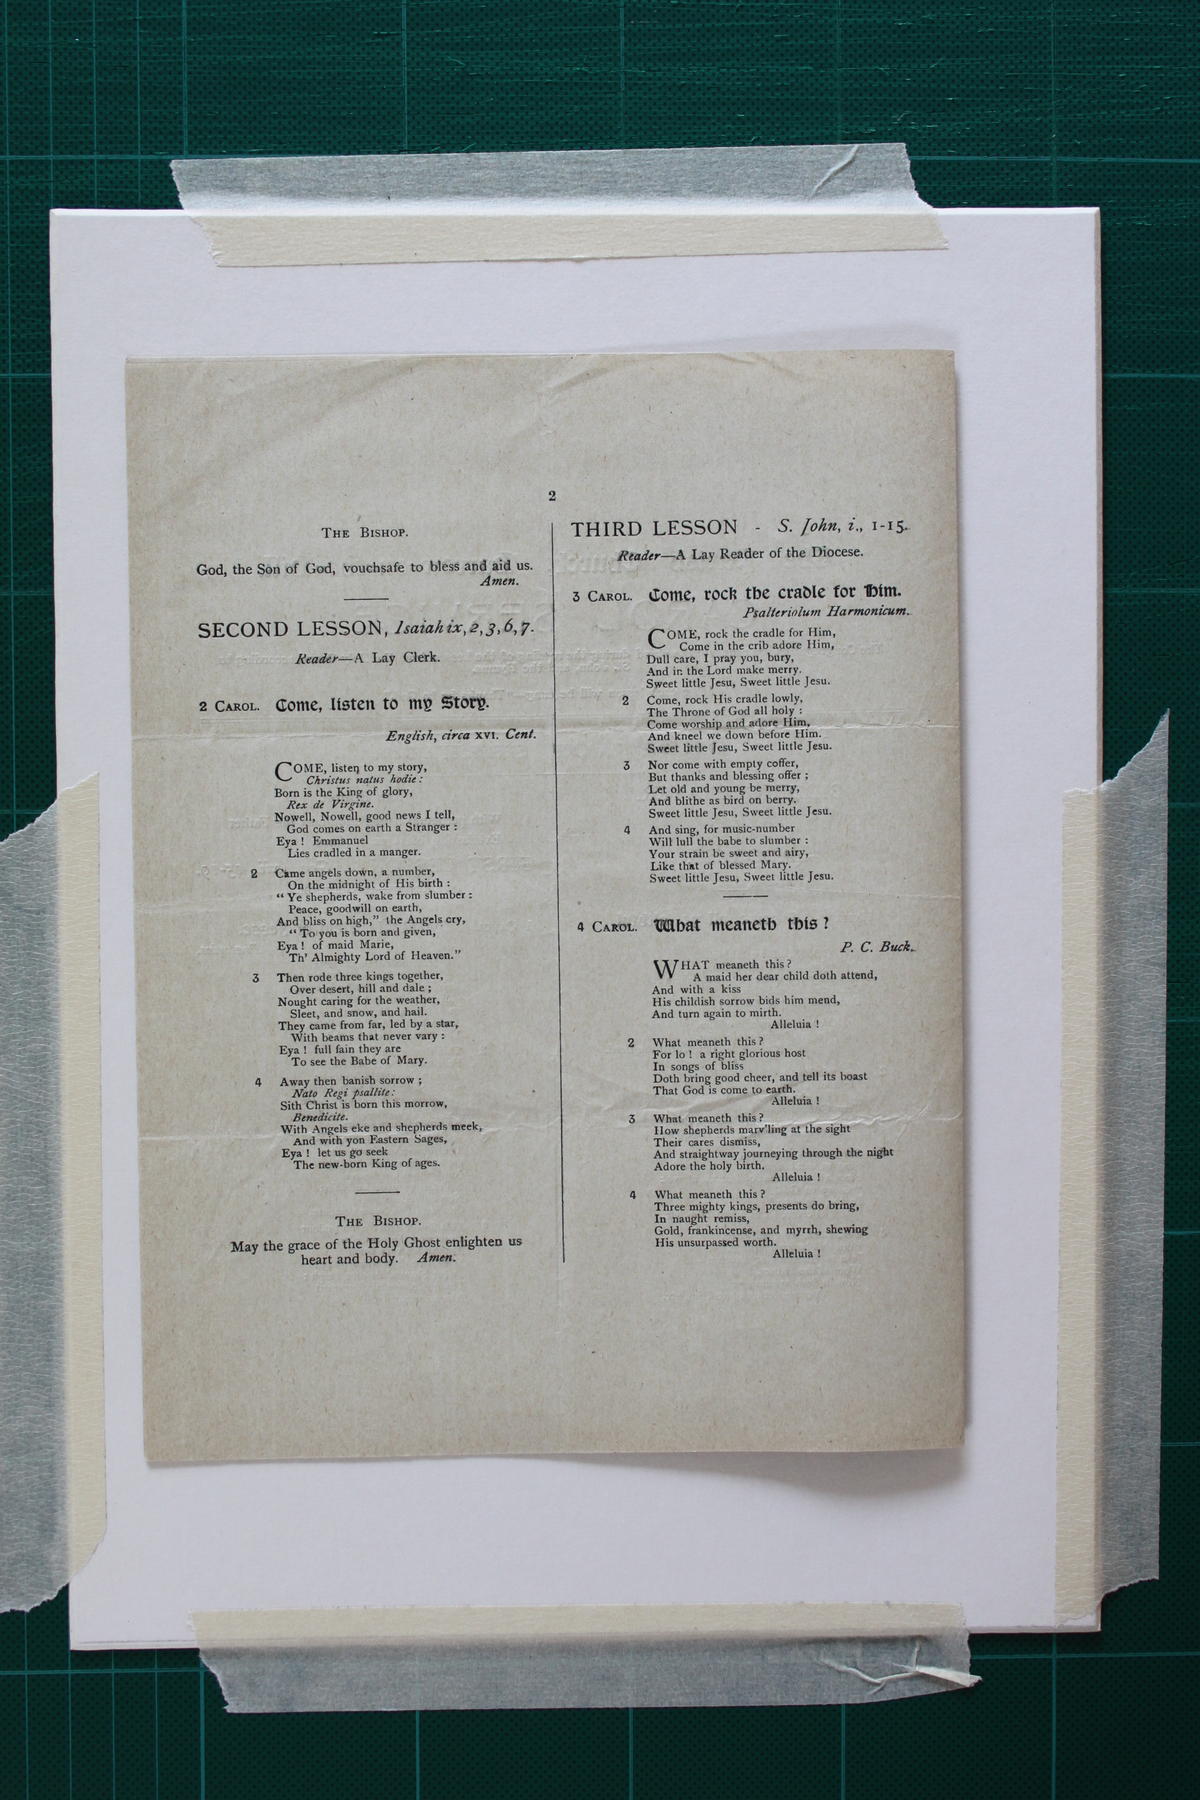 2
THE BISHOP.
God, the Son of God, vouchsafe to bless and aid us.
Amen.
SECOND LESSON, Isaiah ix, 2, 3, 6, 7.
Reader—A Lay Clerk.
2 CAROL. Come, listen to my Story.
English, circa XVI. Cent.
COME, listen to my story,
Christus natus hodie :
Born is the King of glory,
Rex de Virgine.
Nowell, Nowell, good news I tell,
God comes on earth a Stranger :
Eya ! Emmanuel
Lies cradled in a manger.
2 Came angels down, a number,
On the midnight of His birth :
“ Ye shepherds, wake from slumber :
Peace, goodwill on earth,
And bliss on high,” the Angels cry,
“ To you is born and given,
Eya ! of maid Marie,
Th’ Almighty Lord of Heaven.”
3 Then rode three kings together,
Over desert, hill and dale ;
Nought caring for the weather,
Sleet, and snow, and hail.
They came from far, led by a star,
With beams that never vary :
Eya ! full fain they are
To see the Babe of Mary.
4 Away then banish sorrow ;
Nato Regi psallite :
Sith Christ is born this morrow,
Benedicite.
With Angels eke and shepherds meek,
And with yon Eastern Sages,
Eya ! let us go seek
The new-born King of ages.
THE BISHOP.
May the grace of the Holy Ghost enlighten us
heart and body. Amen.
THIRD LESSON - S. John, i., 1-15.
Reader—A Lay Reader of the Diocese.
3 CAROL. Come, rock the cradle for Him.
Psalteriolum Harmonicum.
COME, rock the cradle for Him,
Come in the crib adore Him,
Dull care, I pray you, bury,
And in the Lord make merry.
Sweet little Jesu, Sweet little Jesu.
2 Come, rock His cradle lowly,
The Throne of God all holy :
Come worship and adore Him,
And kneel we down before Him.
Sweet little Jesu, Sweet little Jesu.
3 Nor come with empty coffer,
But thanks and blessing offer ;
Let old and young be merry,
And blithe as bird on berry.
Sweet little Jesu, Sweet little Jesu.
4 And sing, for music-number
Will lull the babe to slumber :
Your strain be sweet and airy,
Like that of blessed Mary.
Sweet little Jesu, Sweet little Jesu.
4 CAROL. What meaneth this ?
P. C. Buck.
WHAT meaneth this ?
A maid her dear child doth attend,
And with a kiss
His childish sorrow bids him mend,
And turn again to mirth.
Alleluia !
2 What meaneth this ?
For lo ! a right glorious host
In songs of bliss
Doth bring good cheer, and tell its boast
That God is come to earth.
Alleluia !
3 What meaneth this ?
How shepherds marv’ling at the sight
Their cares dismiss,
And straightway journeying through the night
Adore the holy birth.
Alleluia !
4 What meaneth this ?
Three mighty kings, presents do bring,
In naught remiss,
Gold, frankincense, and myrrh, shewing
His unsurpassed worth.
Alleluia !